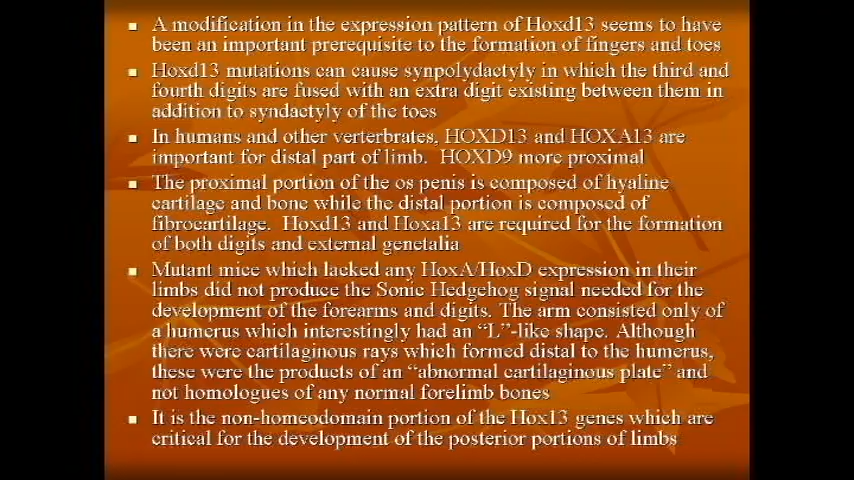 A modification in the expression pattern of Hoxd13 seems to have
been an important prerequisite to the formation of fingers and toes
Hoxd13 mutations can cause synpolydactyly in which the third and
fourth digits are fused with an extra digit existing between them in
addition to syndactyly of the toes
In humans and other verterbrates, HOXD13 and HOXA13 are
important for distal part of limb. HOXD9 more proximal
The proximal portion of the os penis is composed of hyaline
cartilage and bone while the distal portion is composed of
fibrocartilage. Hoxd13 and Hoxa13 are required for the formation
of both digits and external genetalia
Mutant mice which lacked any HoxA/HoxD expression in their
limbs did not produce the Sonic Hedgehog signal needed for the
development of the forearms and digits. The arm consisted only of
a humerus which interestingly had an “L”-like shape. Although
there were cartilaginous rays which formed distal to the humerus,
these were the products of an “abnormal cartilaginous plate” and
not homologues of any normal forelimb bones
It is the non-homeodomain portion of the Hox13 genes which are
critical for the development of the posterior portions of limbs